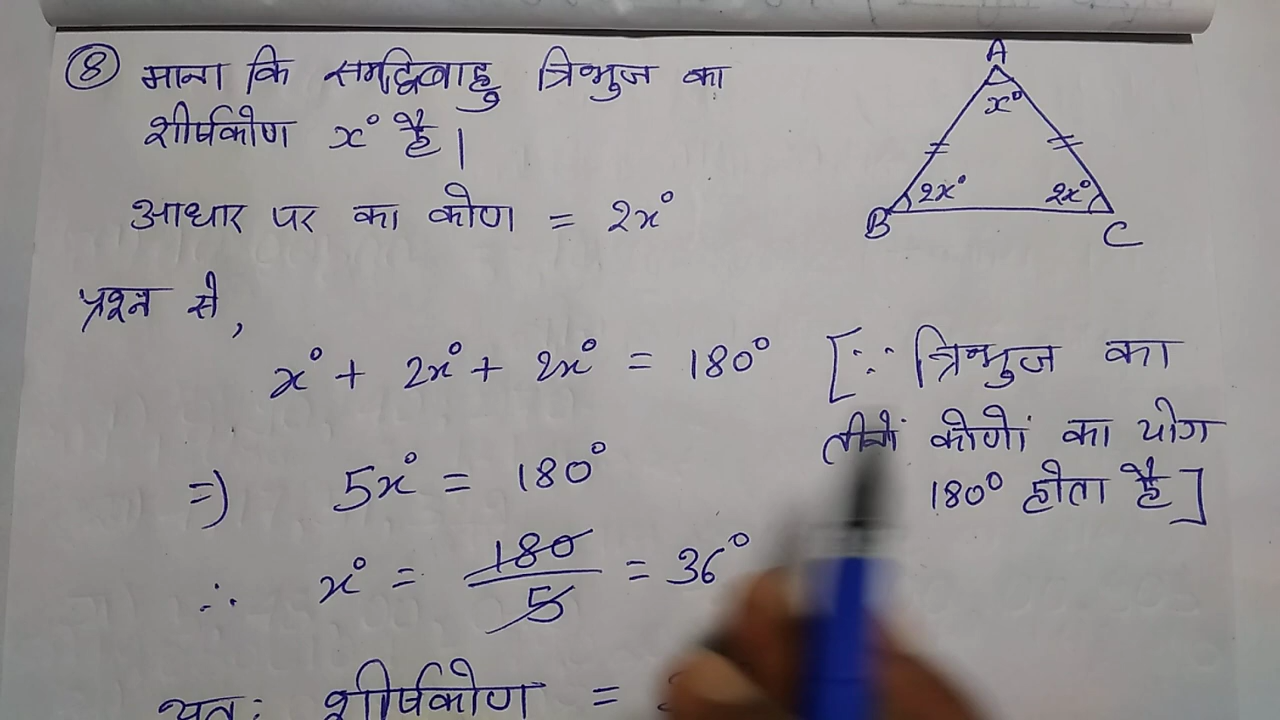 ⑧ माना कि समद्विबाहु त्रिभुज का
शीर्षकोण x° है।
आधार पर का कोण = 2x°
A
x°
2x° 2x°
B C
प्रश्न से,
x° + 2x° + 2x° = 180° [∵ त्रिभुज का
तीनों कोणों का योग
180° होता है]
⇒ 5x° = 180°
∴ x° = 180/5 = 36°
अतः शीर्षकोण =